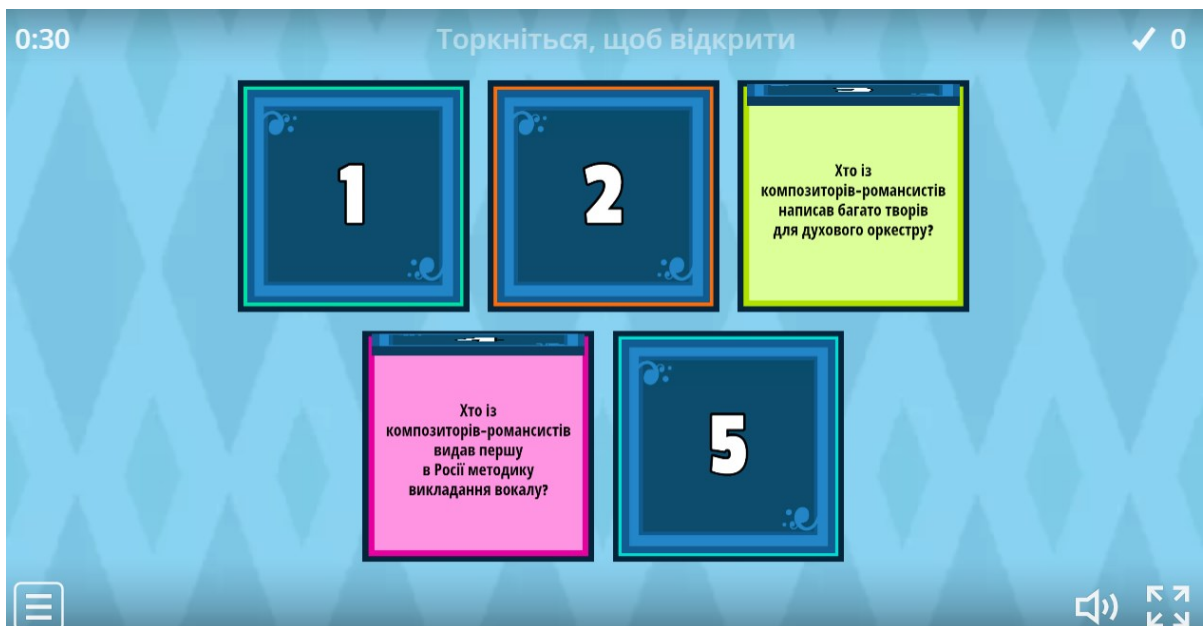 0:30
Торкніться, щоб відкрити
0
1
2
Хто із
композиторів-романсистів
написав багато творів
для духового оркестру?
Хто із
композиторів-романсистів
видав першу
в Росії методику
викладання вокалу?
5